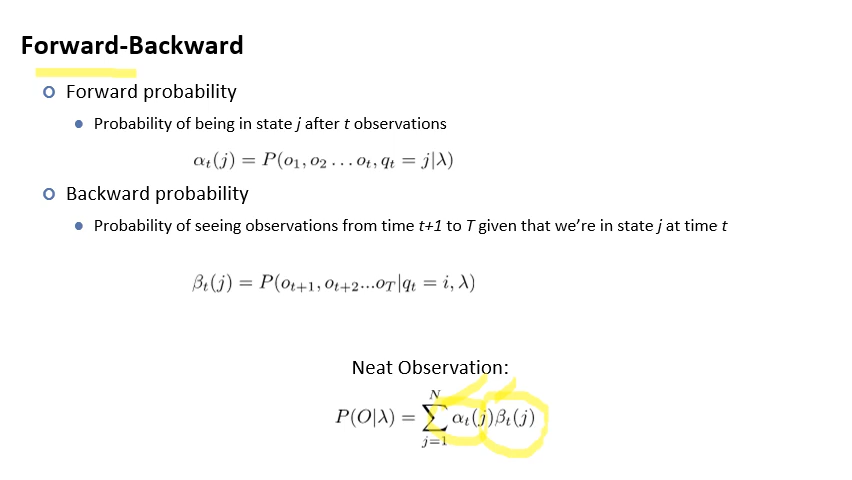 Forward-Backward
Forward probability
Probability of being in state j after t observations
αₜ(j) = P(o₁, o₂ . . . oₜ, qₜ = j|λ)
Backward probability
Probability of seeing observations from time t+1 to T given that we’re in state j at time t
βₜ(j) = P(oₜ₊₁, oₜ₊₂...o_T|qₜ = i, λ)
Neat Observation:
P(O|λ) = ∑_{j=1}^{N} αₜ(j)βₜ(j)